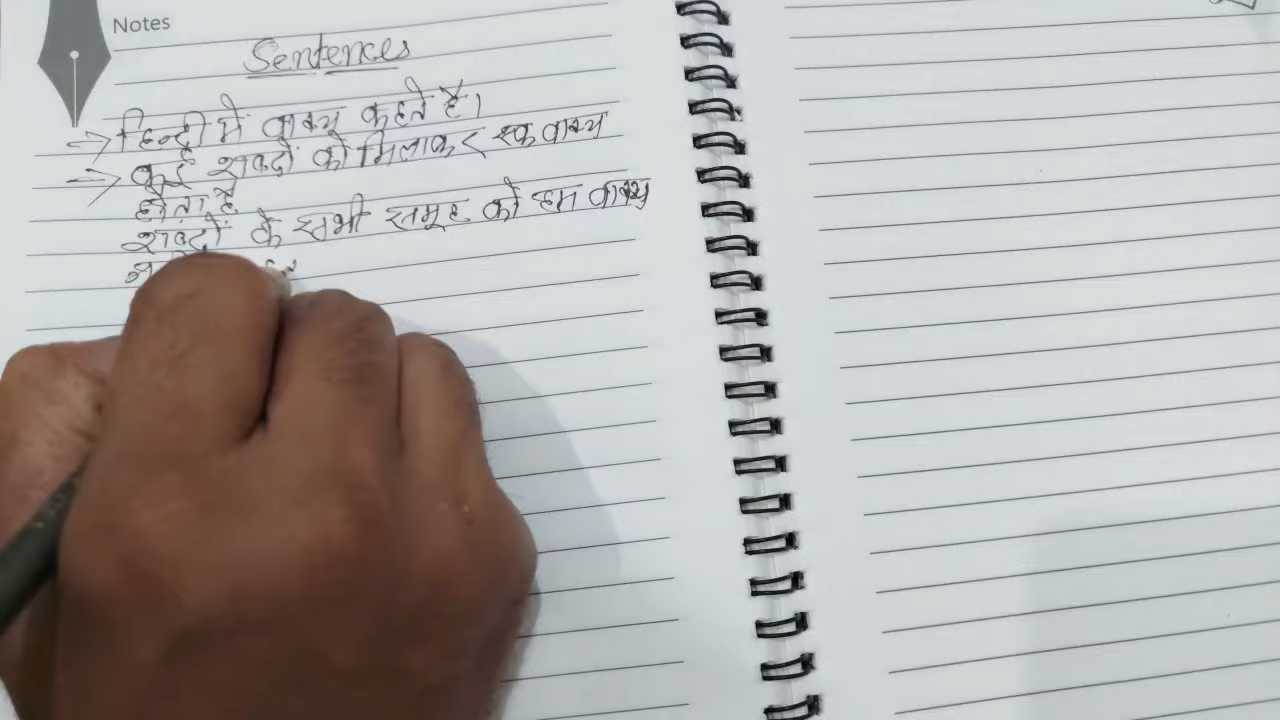 Notes
Sentences
→ हिन्दी में वाक्य कहते है।
→ कई शब्दों को मिलाकर एक वाक्य
होता है
शब्दों के सभी समूह को हम वाक्य